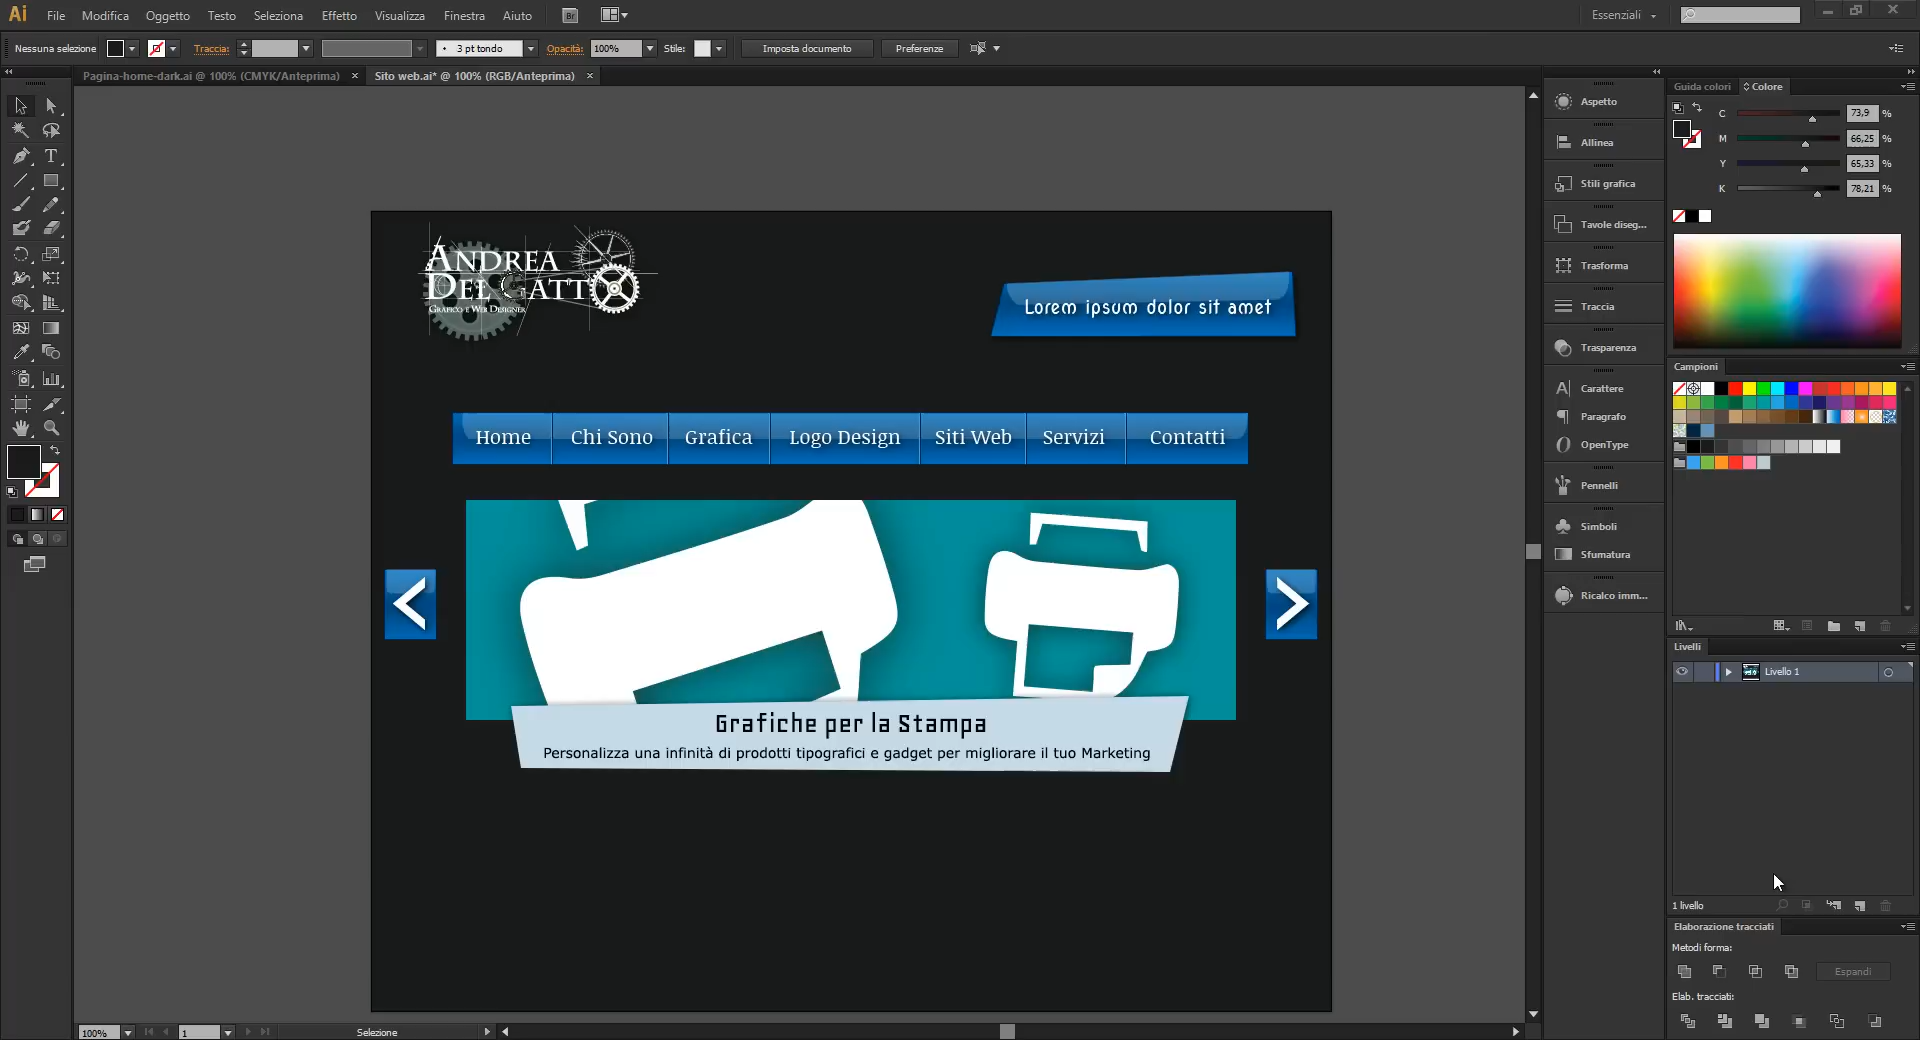 Ai File Modifica Oggetto Testo Seleziona Effetto Visualizza Finestra Aiuto Br Essenziali
Nessuna selezione Traccia: 3 pt tondo Opacità: 100% Stile: Imposta documento Preferenze
Pagina-home-dark.ai @ 100% (CMYK/Anteprima) × Sito web.ai* @ 100% (RGB/Anteprima) ×
Andrea
Del Gatto
Grafico e Web Designer
Lorem ipsum dolor sit amet
Home Chi Sono Grafica Logo Design Siti Web Servizi Contatti
Grafiche per la Stampa
Personalizza una infinità di prodotti tipografici e gadget per migliorare il tuo Marketing
Aspetto
Allinea
Stili grafica
Tavole diseg...
Trasforma
Traccia
Trasparenza
Carattere
Paragrafo
OpenType
Pennelli
Simboli
Sfumatura
Ricalco imm...
Guida colori Colore
C 73,9 %
M 66,25 %
Y 65,33 %
K 78,21 %
Campioni
Livelli
Livello 1
1 livello
Elaborazione tracciati
Metodi forma:
Espandi
Elab. tracciati:
100% 1 Selezione